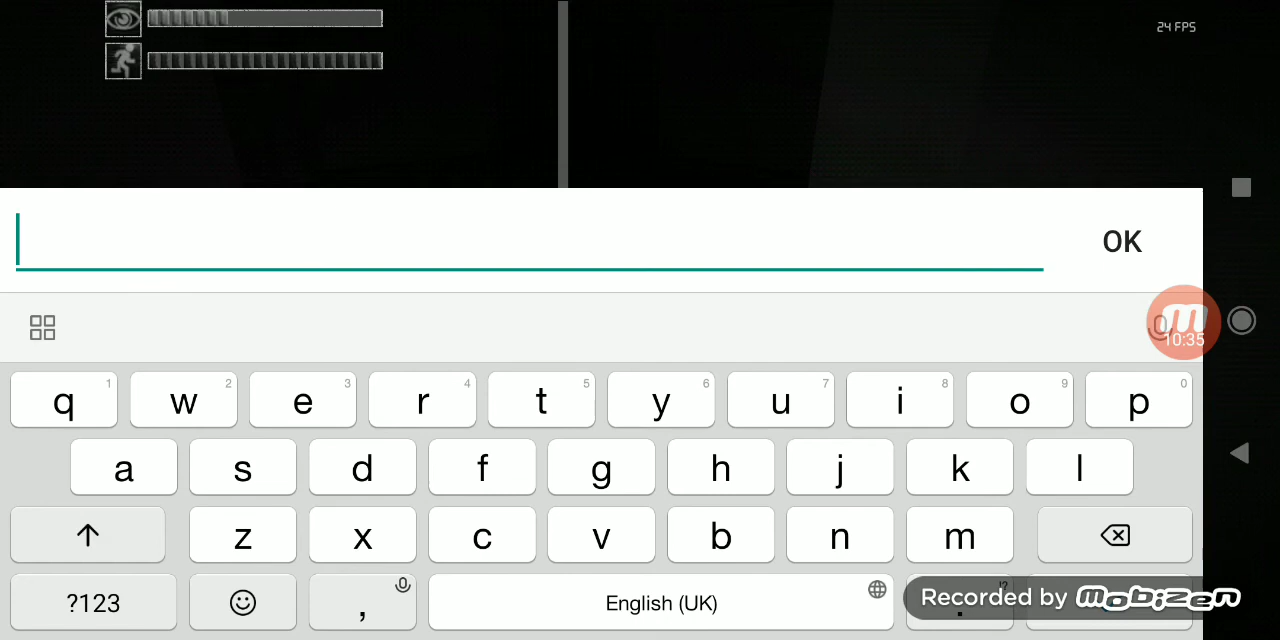 24 FPS
OK
10:35
q 1 w 2 e 3 r 4 t 5 y 6 u 7 i 8 o 9 p 0
a s d f g h j k l
z x c v b n m
?123 , English (UK) !? .
Recorded by mobizen